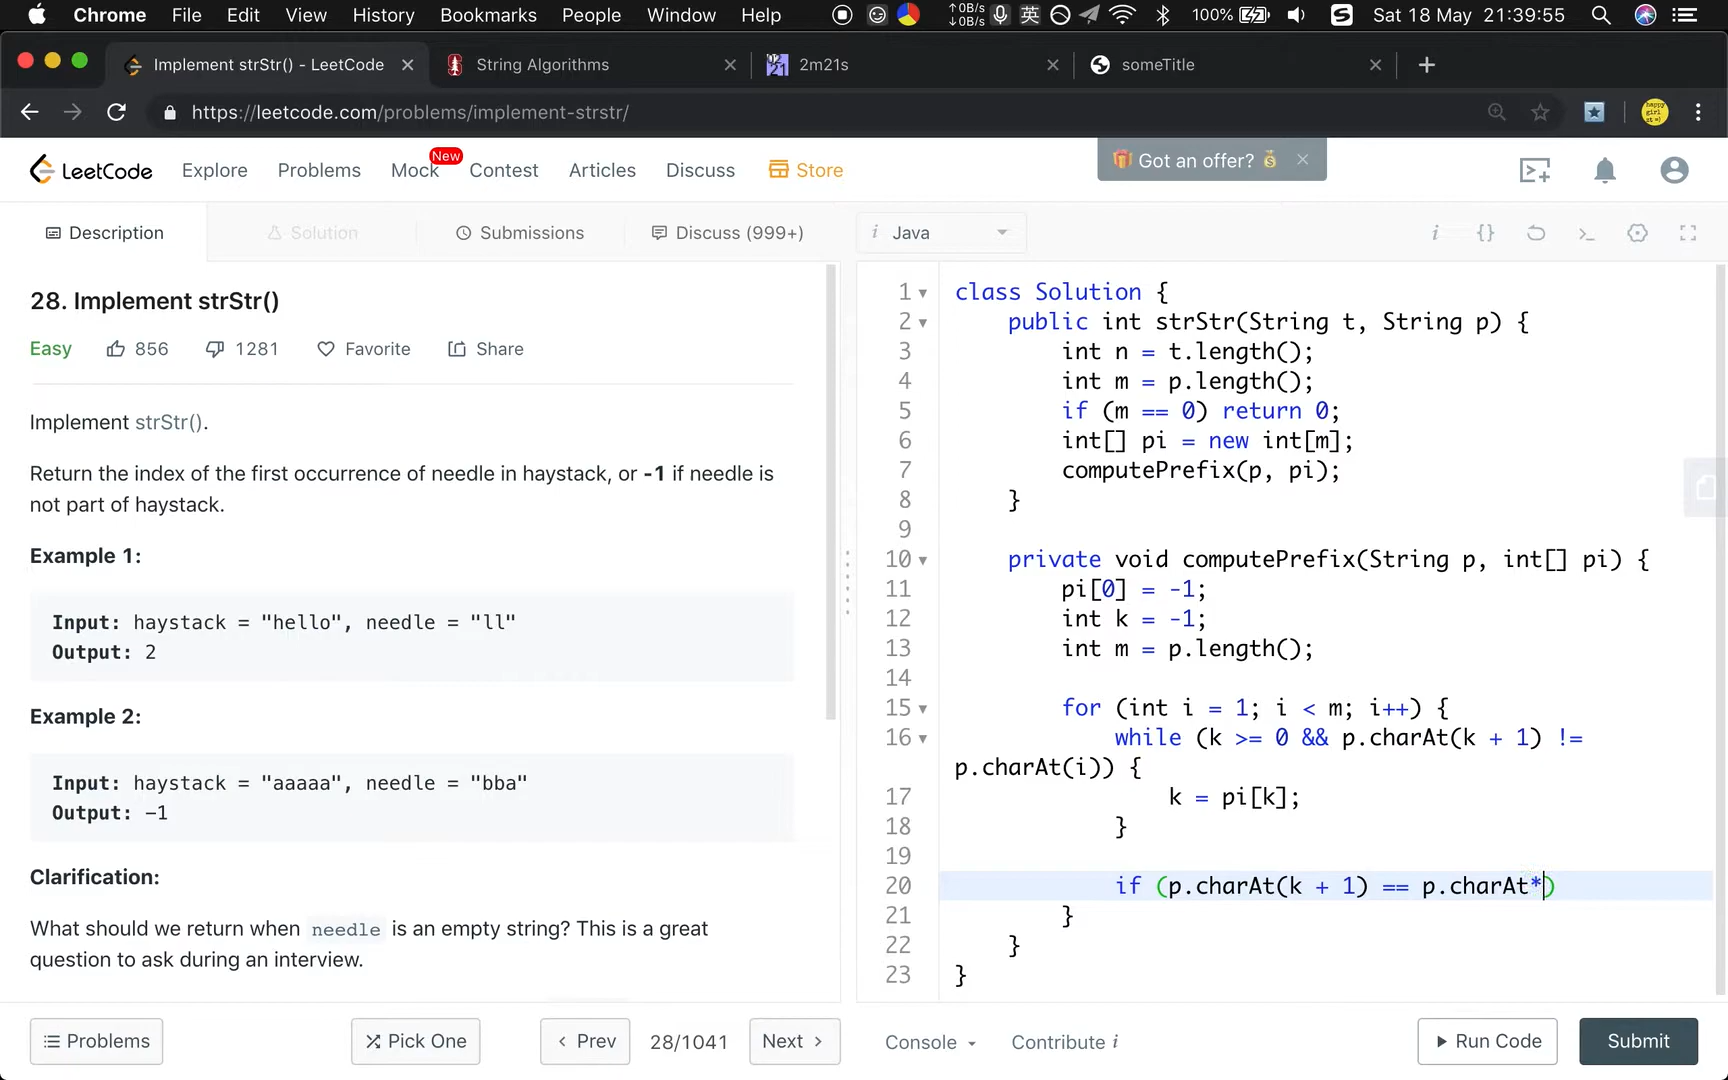 Chrome File Edit View History Bookmarks People Window Help 0B/s 0B/s 英 100% Sat 18 May 21:39:55
Implement strStr() - LeetCode String Algorithms 2m21s someTitle
https://leetcode.com/problems/implement-strstr/
LeetCode Explore Problems Mock New Contest Articles Discuss Store Got an offer?
Description Solution Submissions Discuss (999+) i Java i {}
28. Implement strStr()
Easy 856 1281 Favorite Share
Implement strStr().
Return the index of the first occurrence of needle in haystack, or -1 if needle is
not part of haystack.
Example 1:
Input: haystack = "hello", needle = "ll"
Output: 2
Example 2:
Input: haystack = "aaaaa", needle = "bba"
Output: -1
Clarification:
What should we return when needle is an empty string? This is a great
question to ask during an interview.
1 class Solution {
2 public int strStr(String t, String p) {
3 int n = t.length();
4 int m = p.length();
5 if (m == 0) return 0;
6 int[] pi = new int[m];
7 computePrefix(p, pi);
8 }
9
10 private void computePrefix(String p, int[] pi) {
11 pi[0] = -1;
12 int k = -1;
13 int m = p.length();
14
15 for (int i = 1; i < m; i++) {
16 while (k >= 0 && p.charAt(k + 1) !=
p.charAt(i)) {
17 k = pi[k];
18 }
19
20 if (p.charAt(k + 1) == p.charAt*)
21 }
22 }
23 }
Problems Pick One Prev 28/1041 Next Console Contribute i Run Code Submit